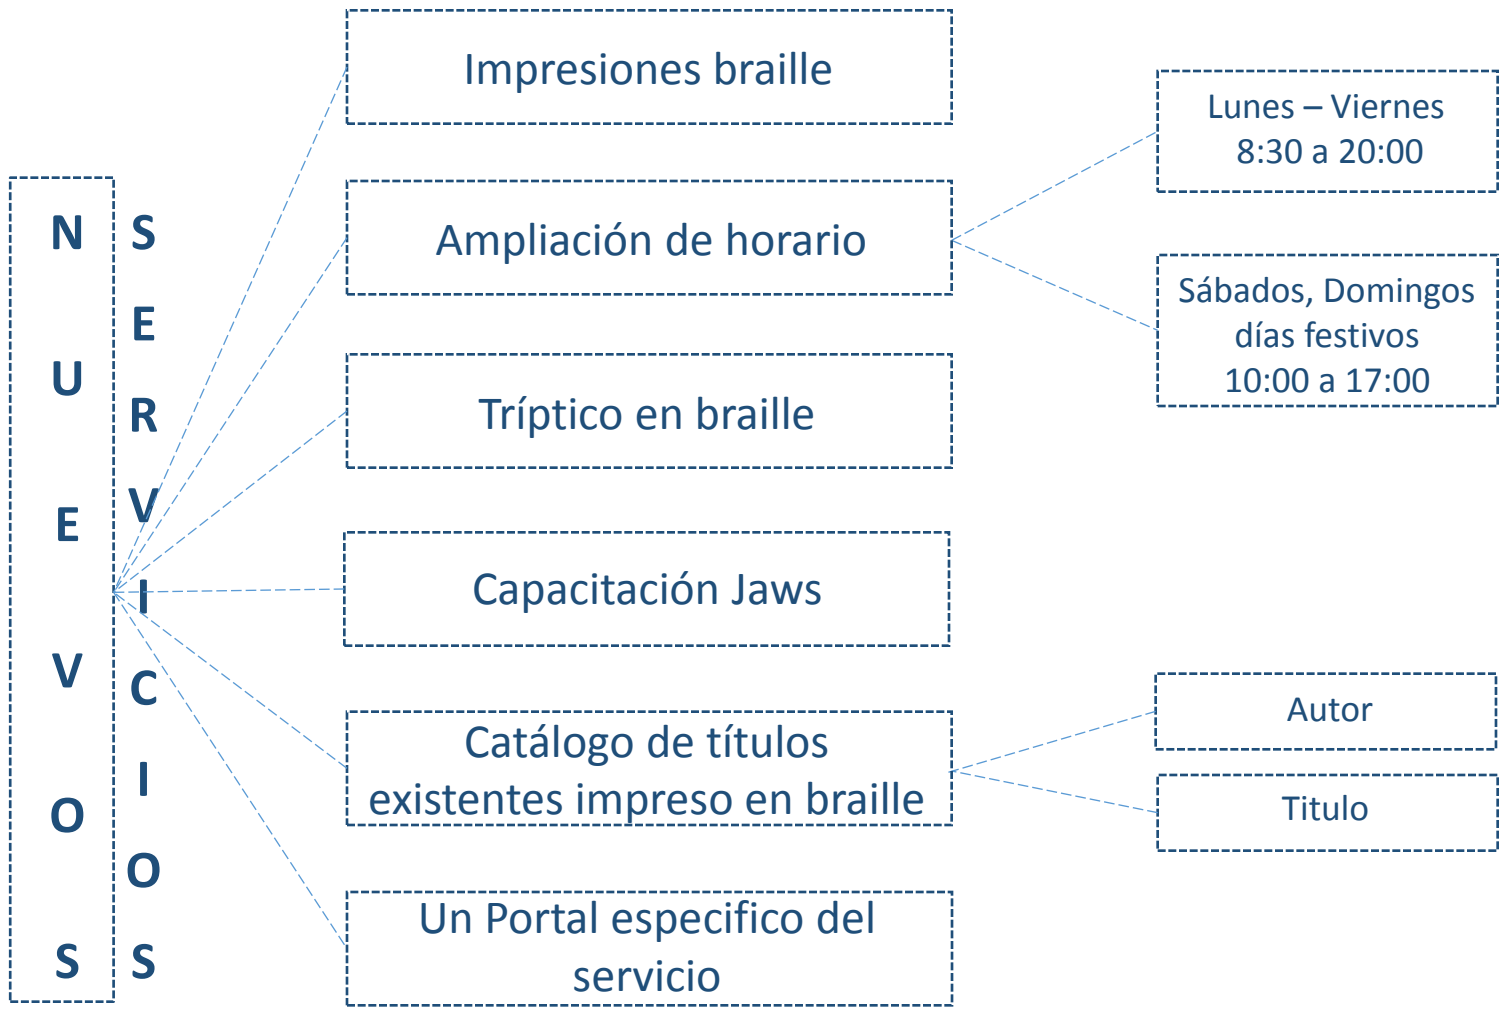 NUEVOS
SERVICIOS
Impresiones braille
Ampliación de horario
Lunes – Viernes
8:30 a 20:00
Sábados, Domingos
días festivos
10:00 a 17:00
Tríptico en braille
Capacitación Jaws
Catálogo de títulos
existentes impreso en braille
Autor
Titulo
Un Portal especifico del
servicio